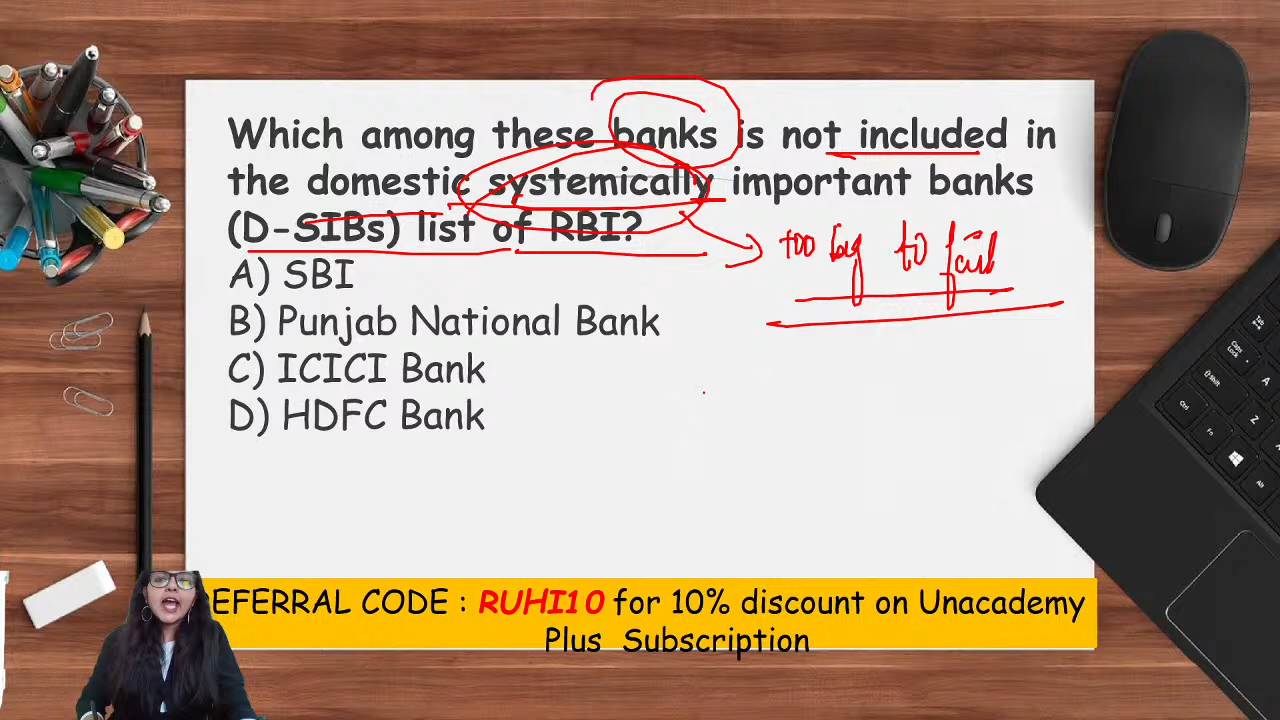 Which among these banks is not included in
the domestic systemically important banks
(D-SIBs) list of RBI?
too big to fail
A) SBI
B) Punjab National Bank
C) ICICI Bank
D) HDFC Bank
EFERRAL CODE : RUHI10 for 10% discount on Unacademy
Plus Subscription